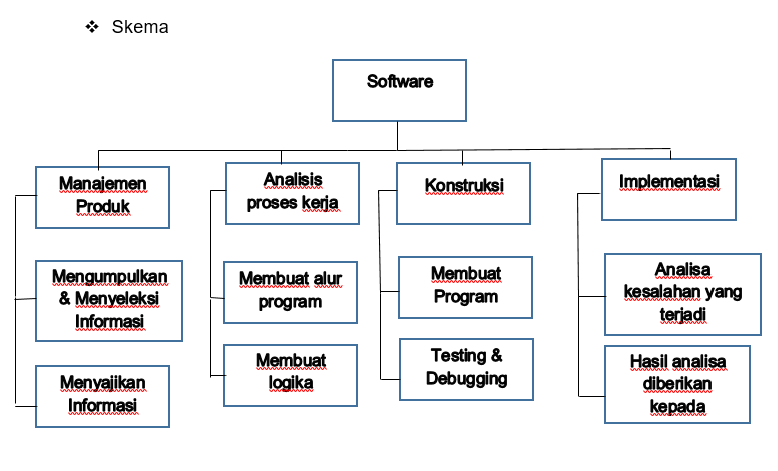 ❖ Skema
Software
Manajemen
Produk
Analisis
proses kerja
Konstruksi
Implementasi
Mengumpulkan
& Menyeleksi
Informasi
Membuat alur
program
Membuat
Program
Analisa
kesalahan yang
terjadi
Menyajikan
Informasi
Membuat
logika
Testing &
Debugging
Hasil analisa
diberikan
kepada